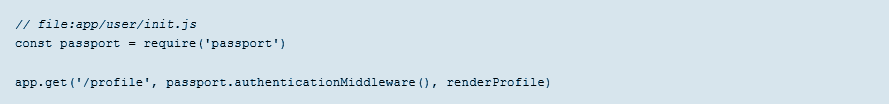 // file:app/user/init.js
const passport = require('passport')
app.get('/profile', passport.authenticationMiddleware(), renderProfile)